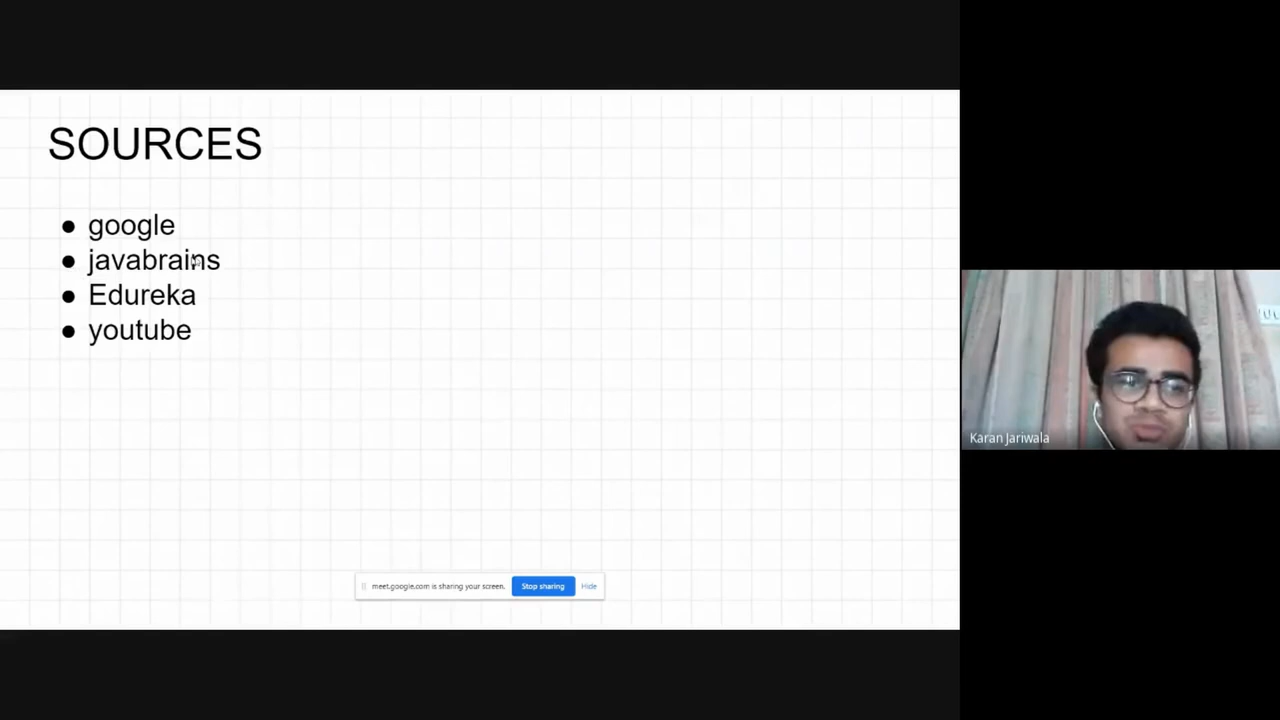 SOURCES
● google
● javabrains
● Edureka
● youtube
meet.google.com is sharing your screen. Stop sharing Hide
Karan Jariwala